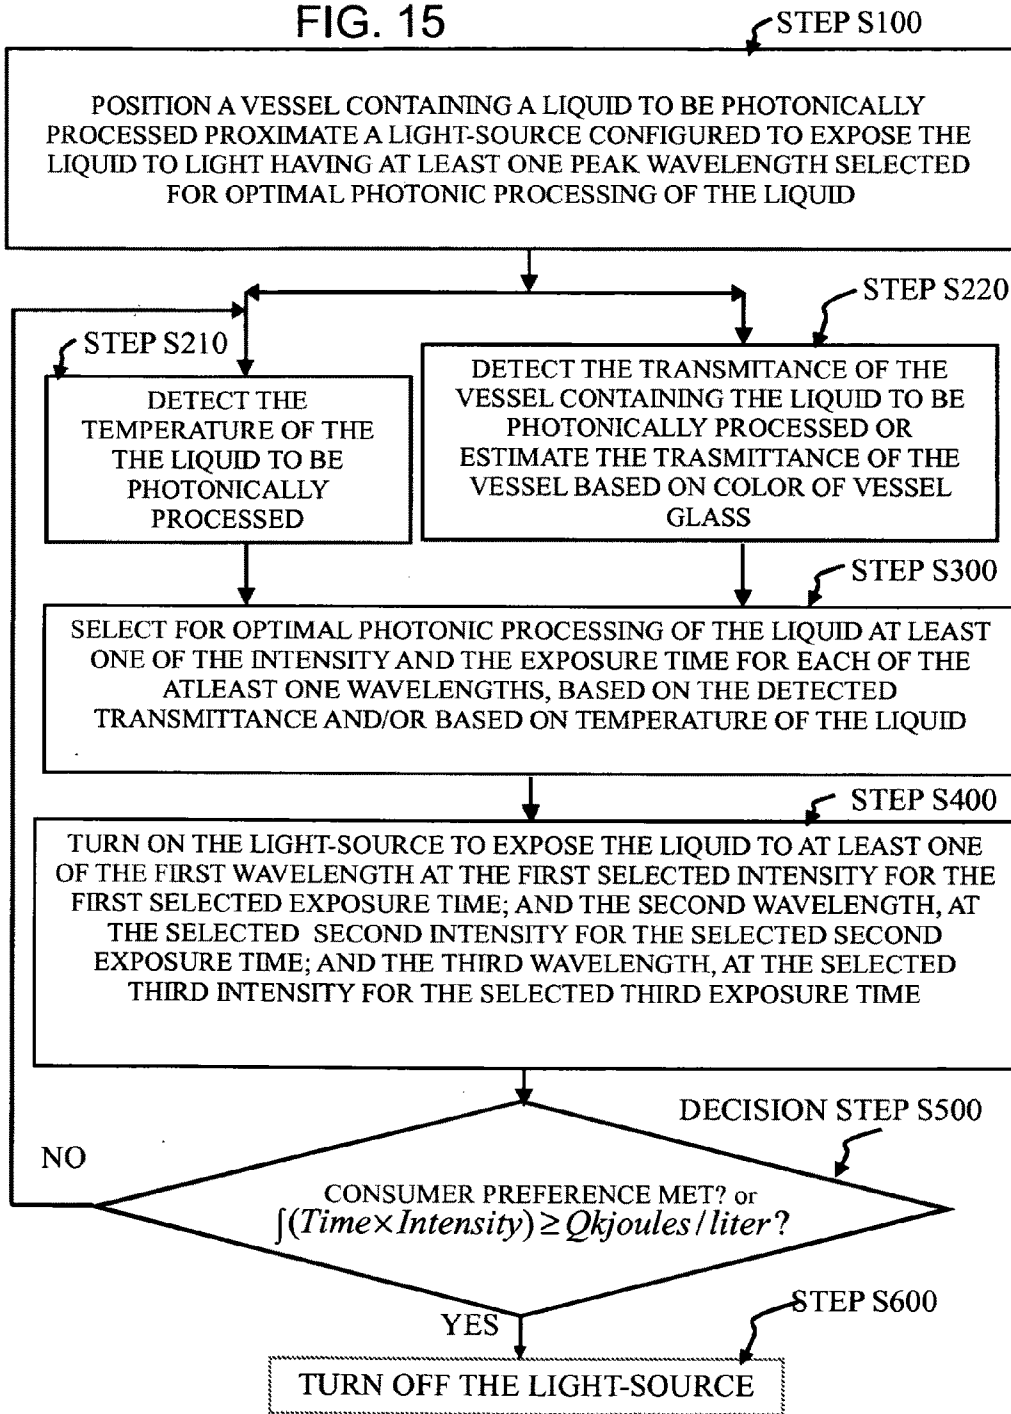 FIG. 15
STEP S100
POSITION A VESSEL CONTAINING A LIQUID TO BE PHOTONICALLY
PROCESSED PROXIMATE A LIGHT-SOURCE CONFIGURED TO EXPOSE THE
LIQUID TO LIGHT HAVING AT LEAST ONE PEAK WAVELENGTH SELECTED
FOR OPTIMAL PHOTONIC PROCESSING OF THE LIQUID
STEP S210
DETECT THE
TEMPERATURE OF THE
THE LIQUID TO BE
PHOTONICALLY
PROCESSED
STEP S220
DETECT THE TRANSMITANCE OF THE
VESSEL CONTAINING THE LIQUID TO BE
PHOTONICALLY PROCESSED OR
ESTIMATE THE TRASMITTANCE OF THE
VESSEL BASED ON COLOR OF VESSEL
GLASS
STEP S300
SELECT FOR OPTIMAL PHOTONIC PROCESSING OF THE LIQUID AT LEAST
ONE OF THE INTENSITY AND THE EXPOSURE TIME FOR EACH OF THE
ATLEAST ONE WAVELENGTHS, BASED ON THE DETECTED
TRANSMITTANCE AND/OR BASED ON TEMPERATURE OF THE LIQUID
STEP S400
TURN ON THE LIGHT-SOURCE TO EXPOSE THE LIQUID TO AT LEAST ONE
OF THE FIRST WAVELENGTH AT THE FIRST SELECTED INTENSITY FOR THE
FIRST SELECTED EXPOSURE TIME; AND THE SECOND WAVELENGTH, AT
THE SELECTED SECOND INTENSITY FOR THE SELECTED SECOND
EXPOSURE TIME; AND THE THIRD WAVELENGTH, AT THE SELECTED
THIRD INTENSITY FOR THE SELECTED THIRD EXPOSURE TIME
DECISION STEP S500
NO
CONSUMER PREFERENCE MET? or
∫(Time×Intensity) ≥ Qkjoules/liter?
YES
STEP S600
TURN OFF THE LIGHT-SOURCE